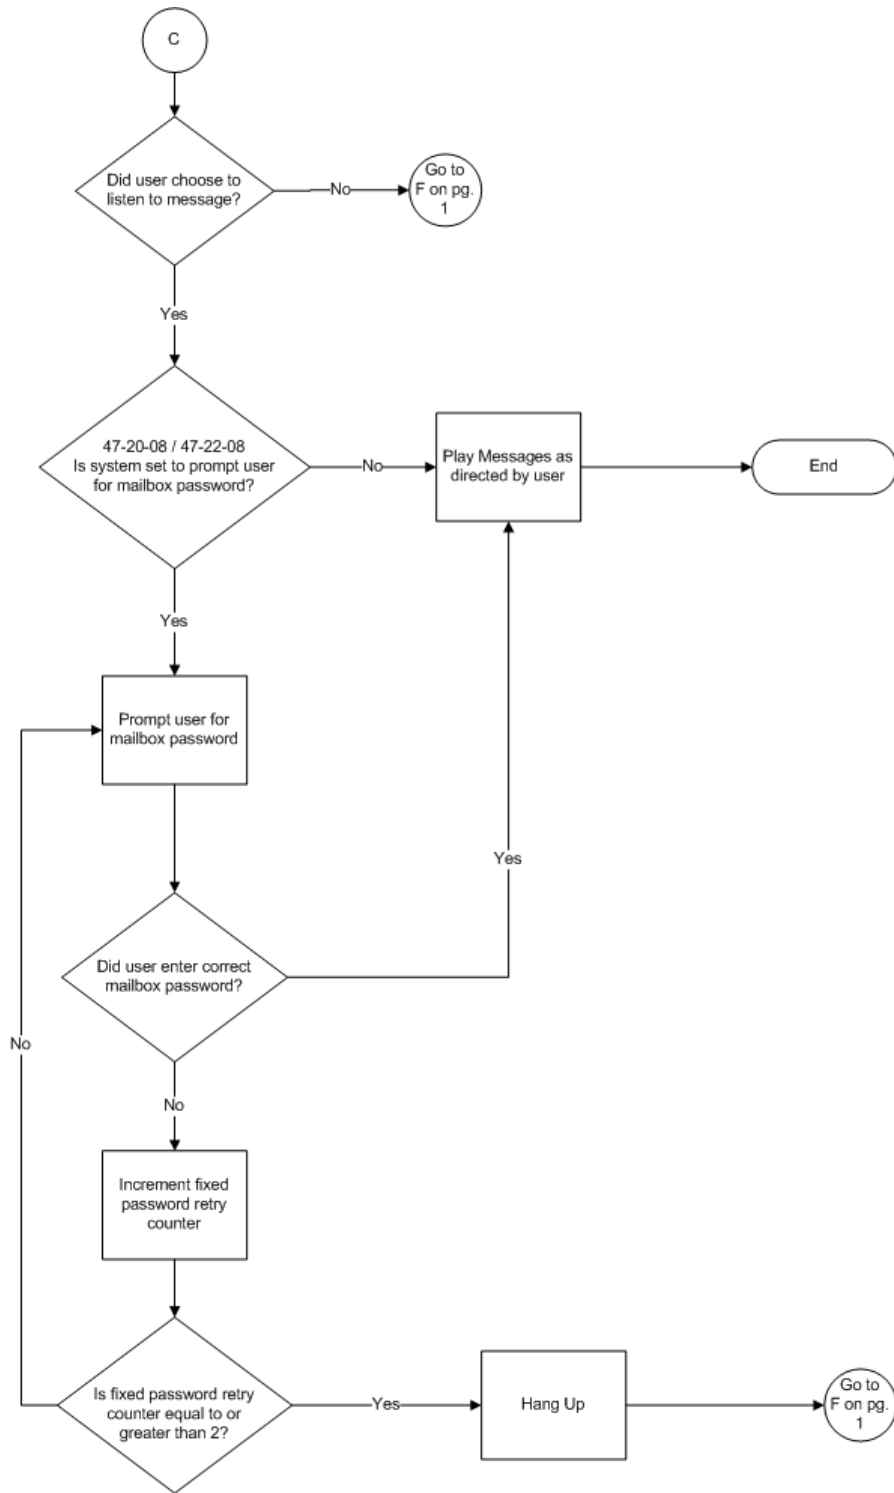 C
Did user choose to
listen to message?
No
Go to
F on pg.
1
Yes
47-20-08 / 47-22-08
Is system set to prompt user
for mailbox password?
No
Play Messages as
directed by user
End
Yes
Prompt user for
mailbox password
Yes
Did user enter correct
mailbox password?
No
No
Increment fixed
password retry
counter
Is fixed password retry
counter equal to or
greater than 2?
Yes
Hang Up
Go to
F on pg.
1